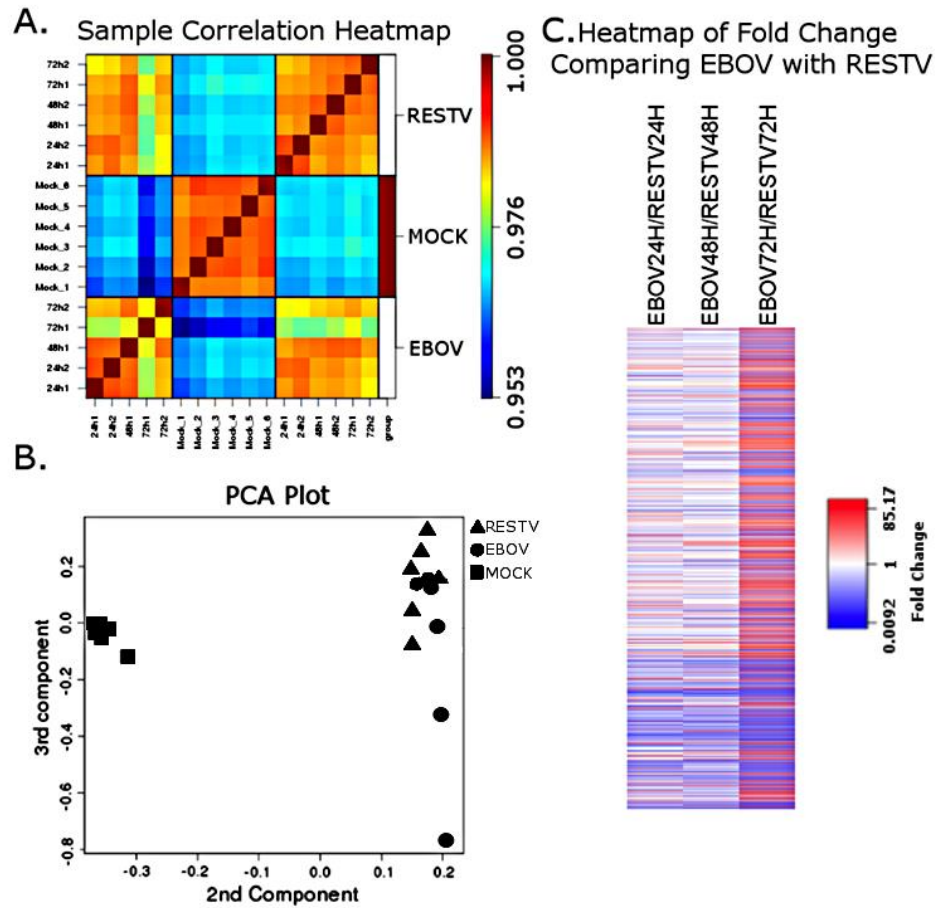 A.
Sample Correlation Heatmap
72h2
72h1
48h2
48h1
24h2
24h1
Mock_6
Mock_5
Mock_4
Mock_3
Mock_2
Mock_1
72h2
72h1
48h1
24h2
24h1
RESTV
MOCK
EBOV
24h1
24h2
48h1
72h1
72h2
Mock_1
Mock_2
Mock_3
Mock_4
Mock_5
Mock_6
24h1
24h2
48h1
48h2
72h1
72h2
group
1.000
0.976
0.953
B.
PCA Plot
RESTV
EBOV
MOCK
0.2
0.0
-0.2
-0.4
-0.6
-0.8
3rd component
-0.3
-0.2
-0.1
0.0
0.1
0.2
2nd Component
C. Heatmap of Fold Change
Comparing EBOV with RESTV
EBOV24H/RESTV24H
EBOV48H/RESTV48H
EBOV72H/RESTV72H
85.17
1
0.0092
Fold Change